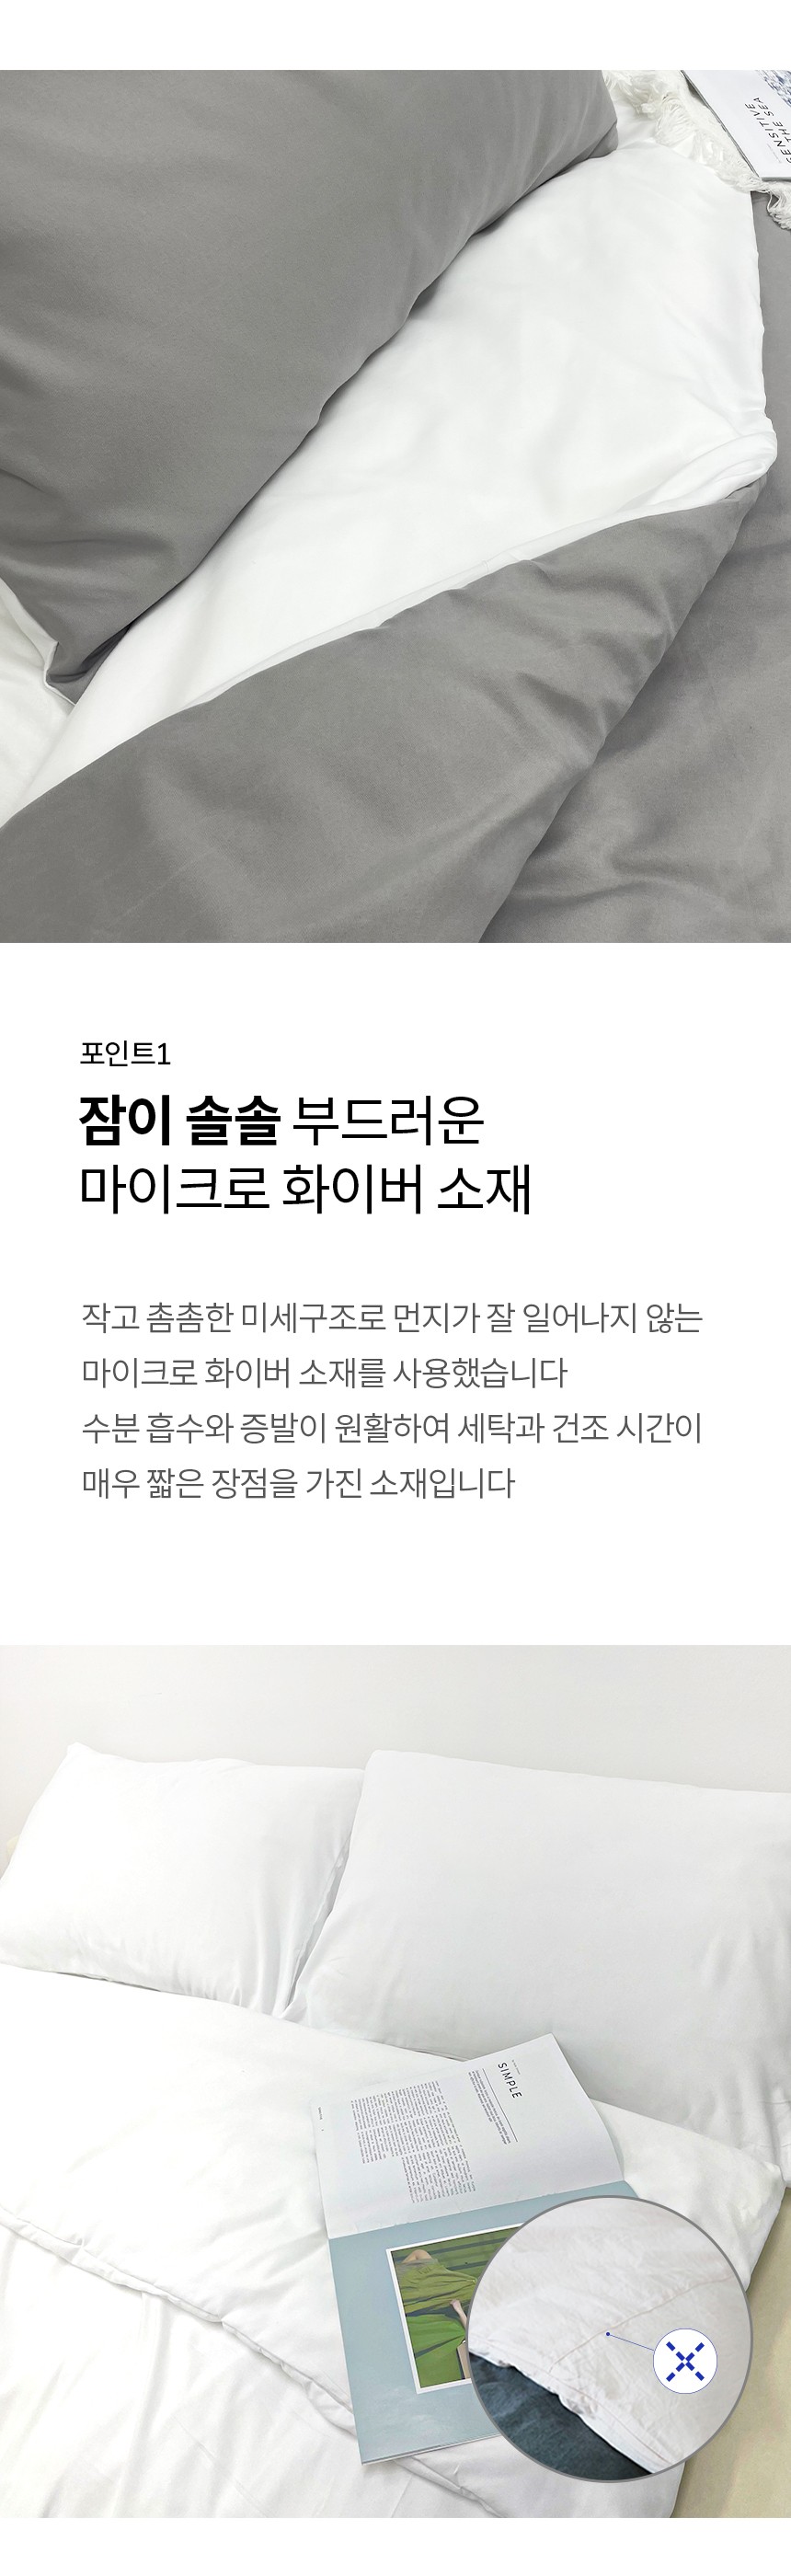 SENSITIVE
THE SEA
포인트1
잠이 솔솔 부드러운
마이크로 화이버 소재
작고 촘촘한 미세구조로 먼지가 잘 일어나지 않는
마이크로 화이버 소재를 사용했습니다
수분 흡수와 증발이 원활하여 세탁과 건조 시간이
매우 짧은 장점을 가진 소재입니다
SIMPLE